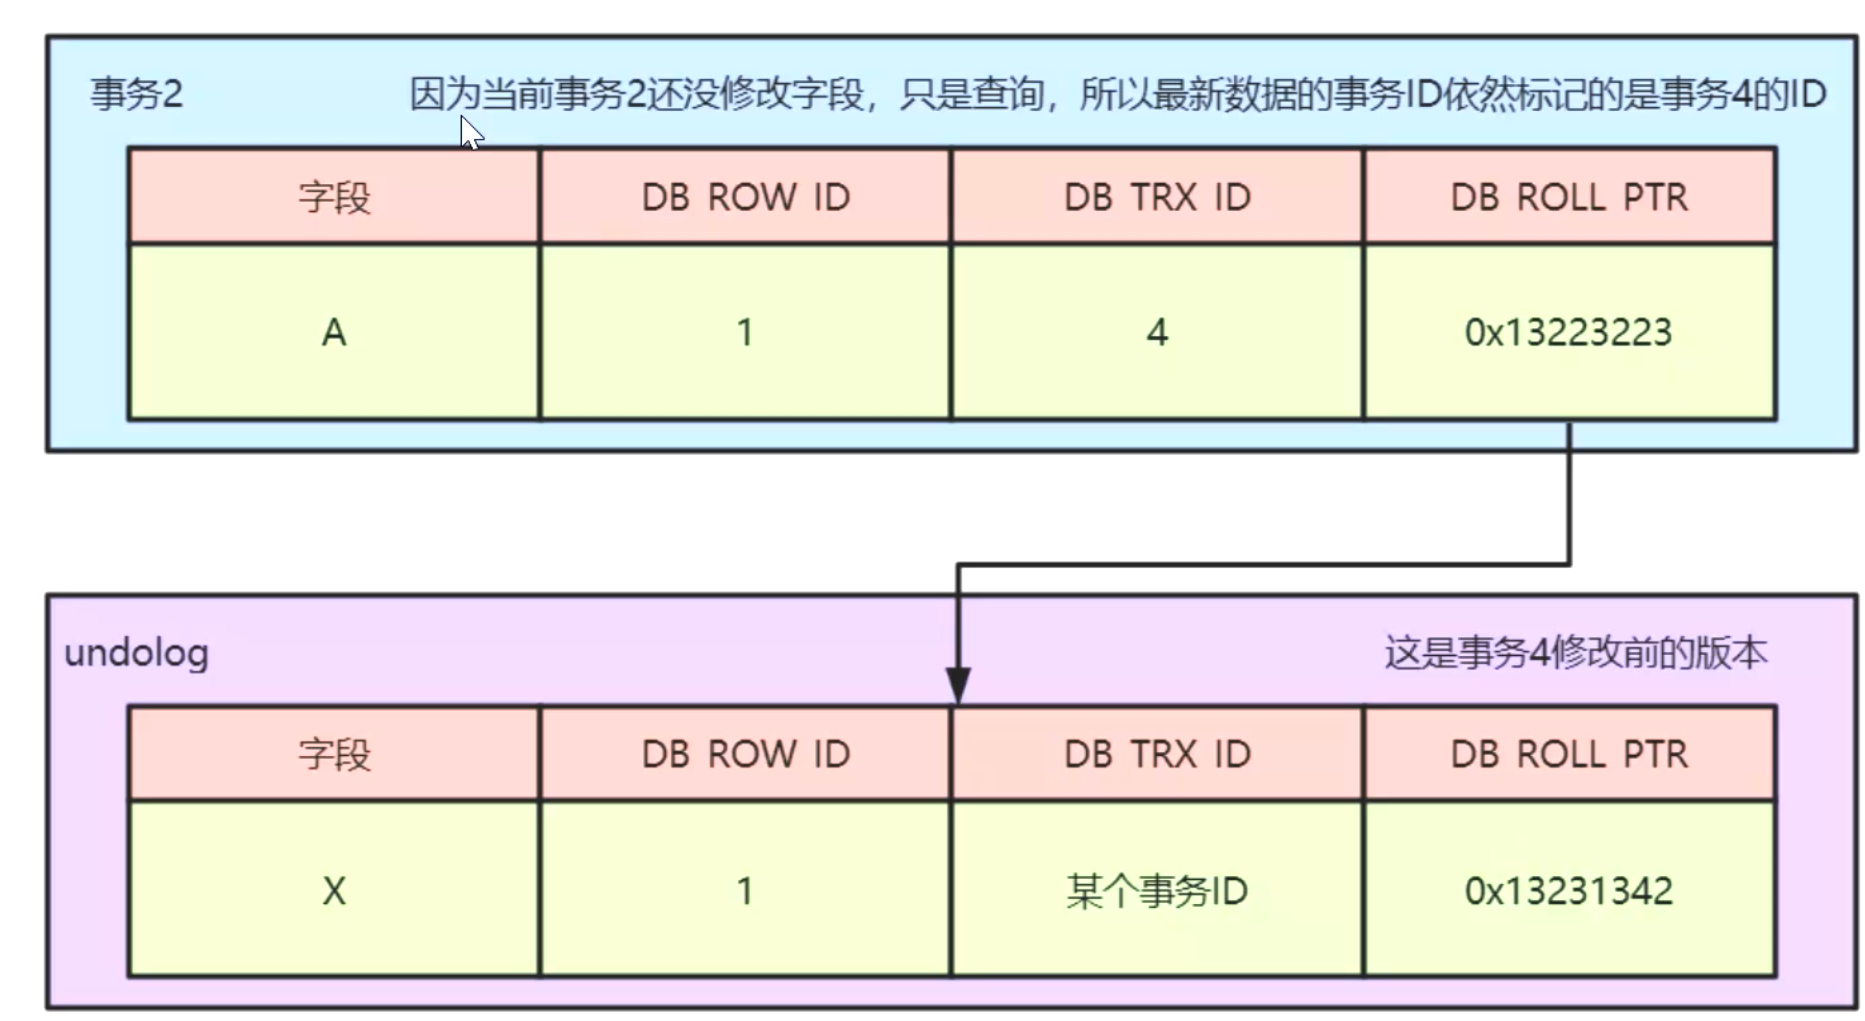 事务2 因为当前事务2还没修改字段，只是查询，所以最新数据的事务ID依然标记的是事务4的ID
字段 DB ROW ID DB TRX ID DB ROLL PTR
A 1 4 0x13223223
undolog 这是事务4修改前的版本
字段 DB ROW ID DB TRX ID DB ROLL PTR
X 1 某个事务ID 0x13231342